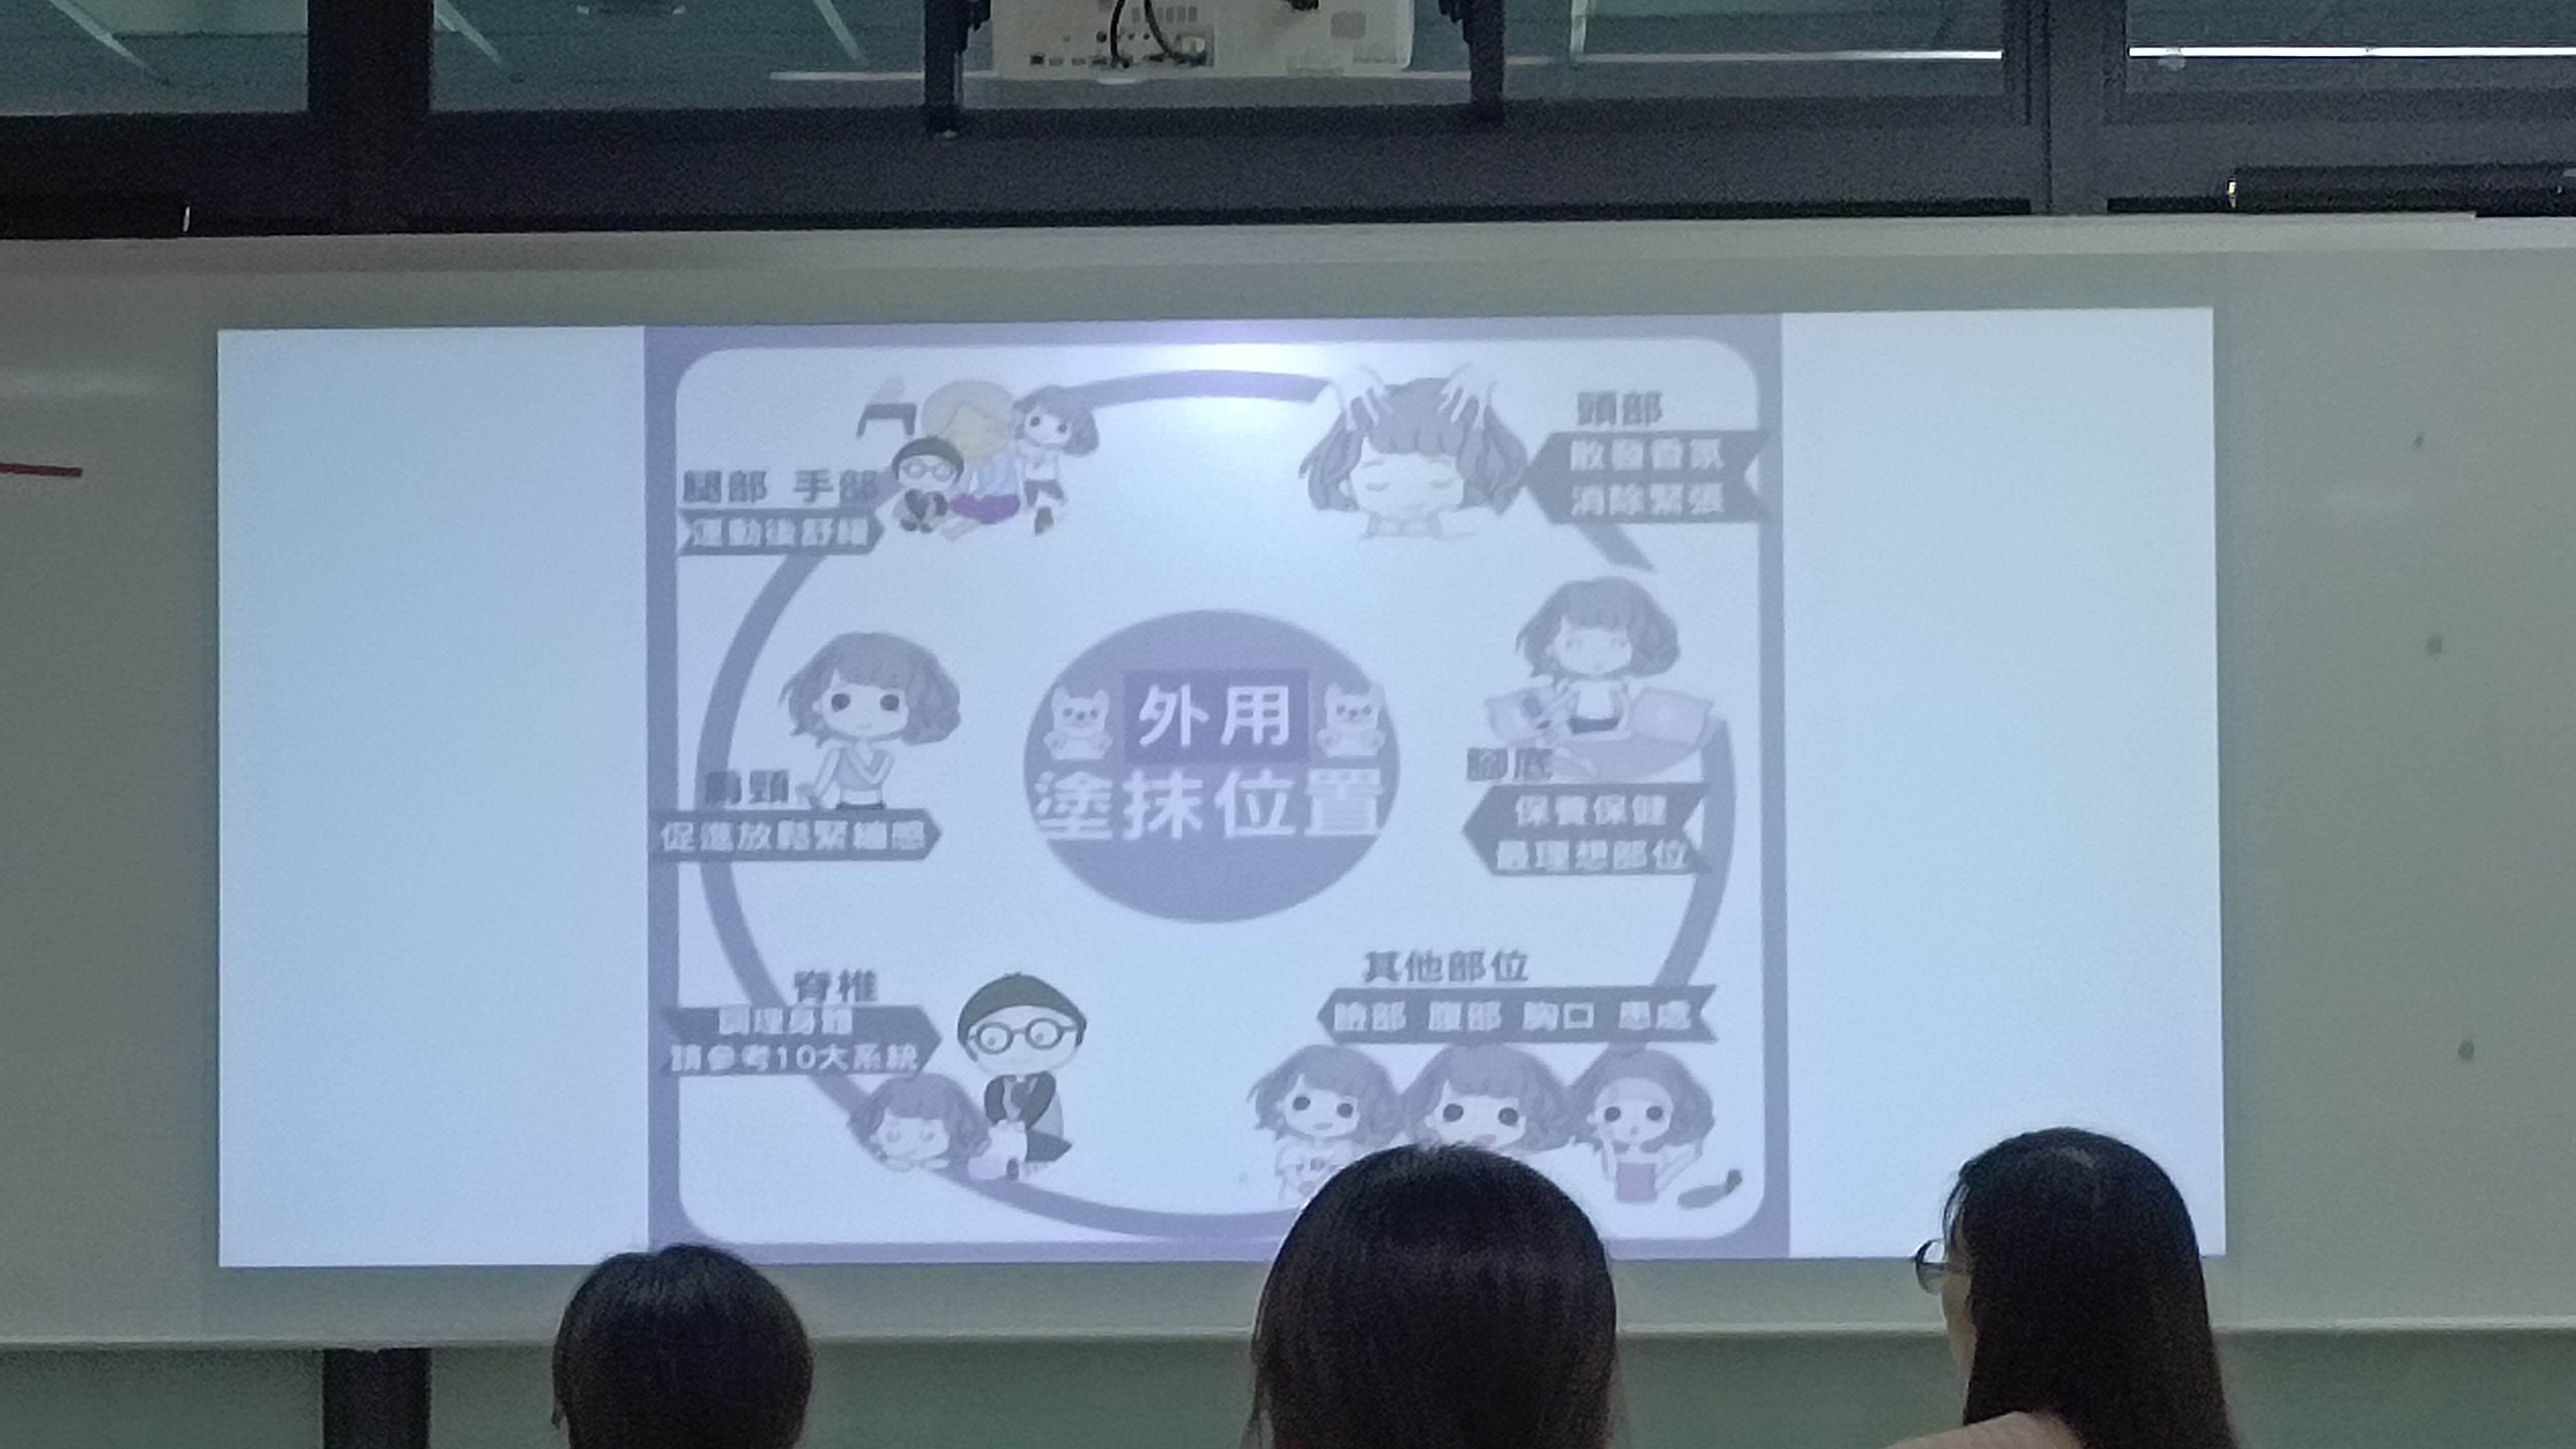 頭部
散發香氛
消除緊張
腿部 手部
運動後舒緩
外用
塗抹位置
肩頸
促進放鬆緊繃感
腳底
保養保健
最理想部位
脊椎
調理身體
請參考10大系統
其他部位
臉部 腹部 胸口 患處